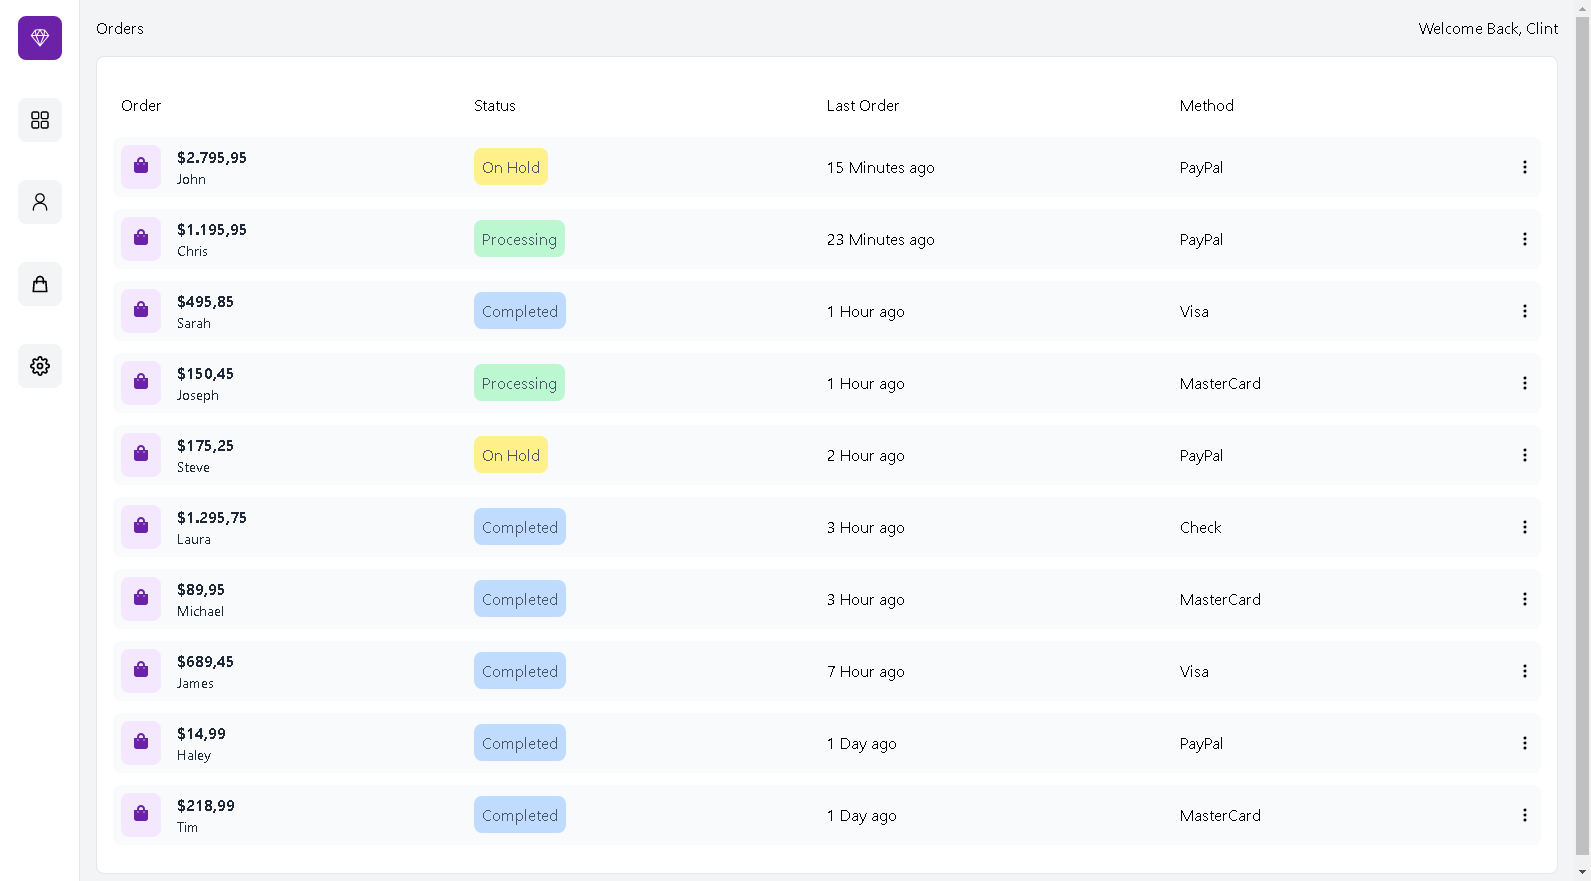 Orders
Welcome Back, Clint
Order Status Last Order Method
$2.795,95
John
On Hold
15 Minutes ago
PayPal
$1.195,95
Chris
Processing
23 Minutes ago
PayPal
$495,85
Sarah
Completed
1 Hour ago
Visa
$150,45
Joseph
Processing
1 Hour ago
MasterCard
$175,25
Steve
On Hold
2 Hour ago
PayPal
$1.295,75
Laura
Completed
3 Hour ago
Check
$89,95
Michael
Completed
3 Hour ago
MasterCard
$689,45
James
Completed
7 Hour ago
Visa
$14,99
Haley
Completed
1 Day ago
PayPal
$218,99
Tim
Completed
1 Day ago
MasterCard